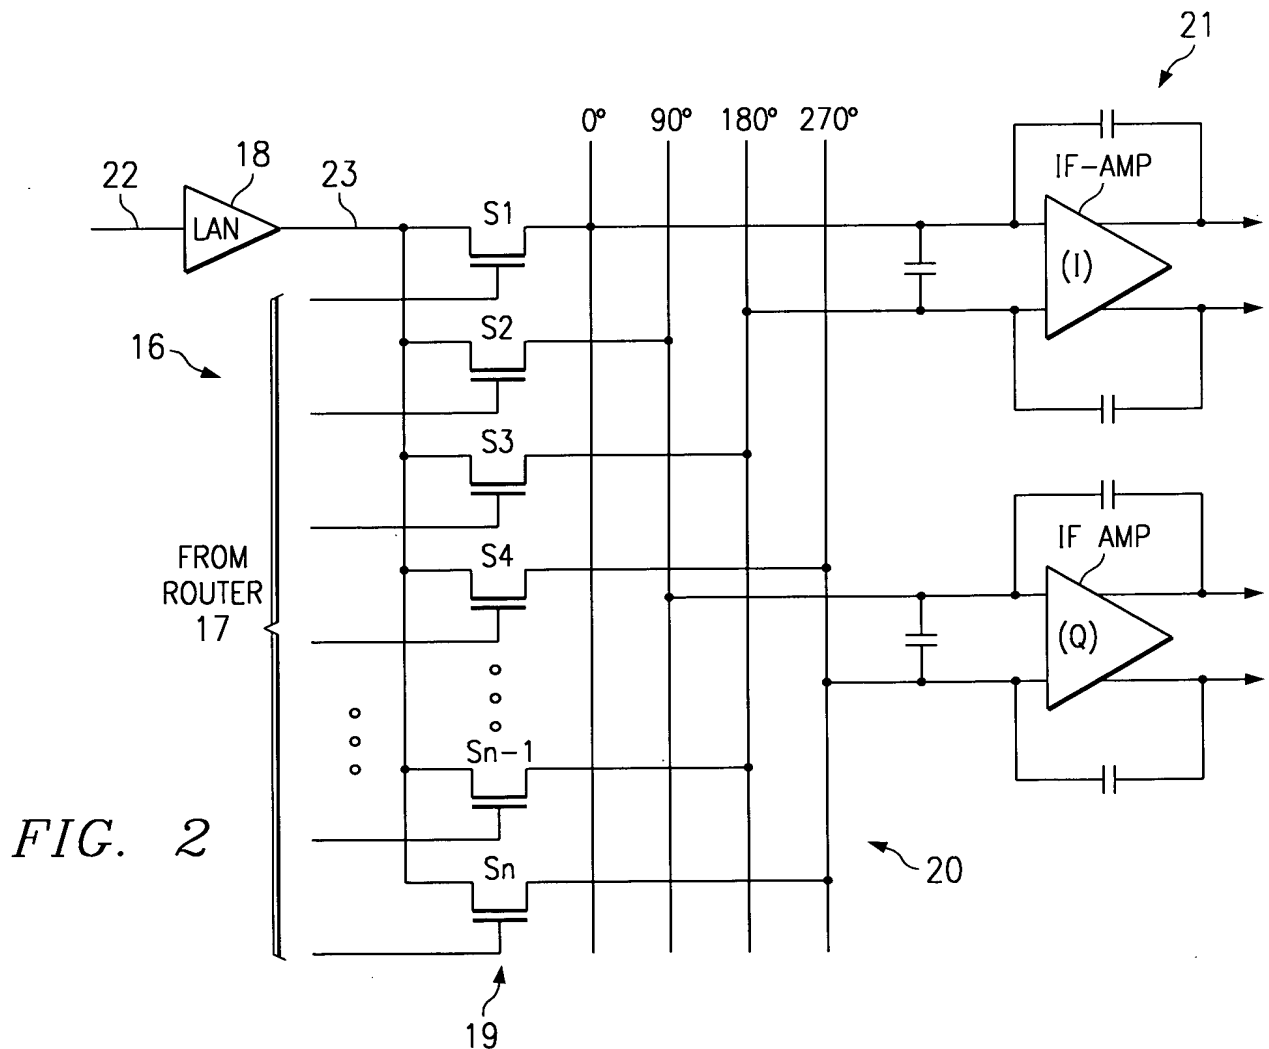 21
0° 90° 180° 270°
22
18
LAN
23
S1
IF-AMP
(I)
16
S2
S3
FROM
ROUTER
17
S4
IF AMP
(Q)
Sn-1
FIG. 2
Sn
20
19